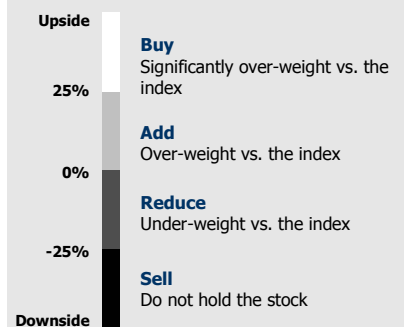 Upside
Buy
Significantly over-weight vs. the
index
25%
Add
Over-weight vs. the index
0%
Reduce
Under-weight vs. the index
-25%
Sell
Do not hold the stock
Downside